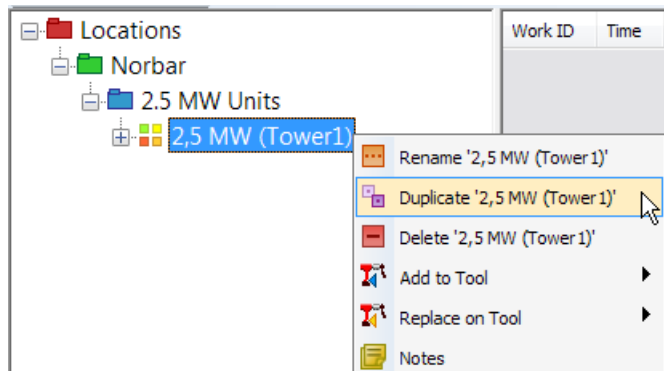 Locations
Work ID Time
Norbar
2.5 MW Units
2,5 MW (Tower1)
Rename '2,5 MW (Tower1)'
Duplicate '2,5 MW (Tower1)'
Delete '2,5 MW (Tower1)'
Add to Tool
Replace on Tool
Notes